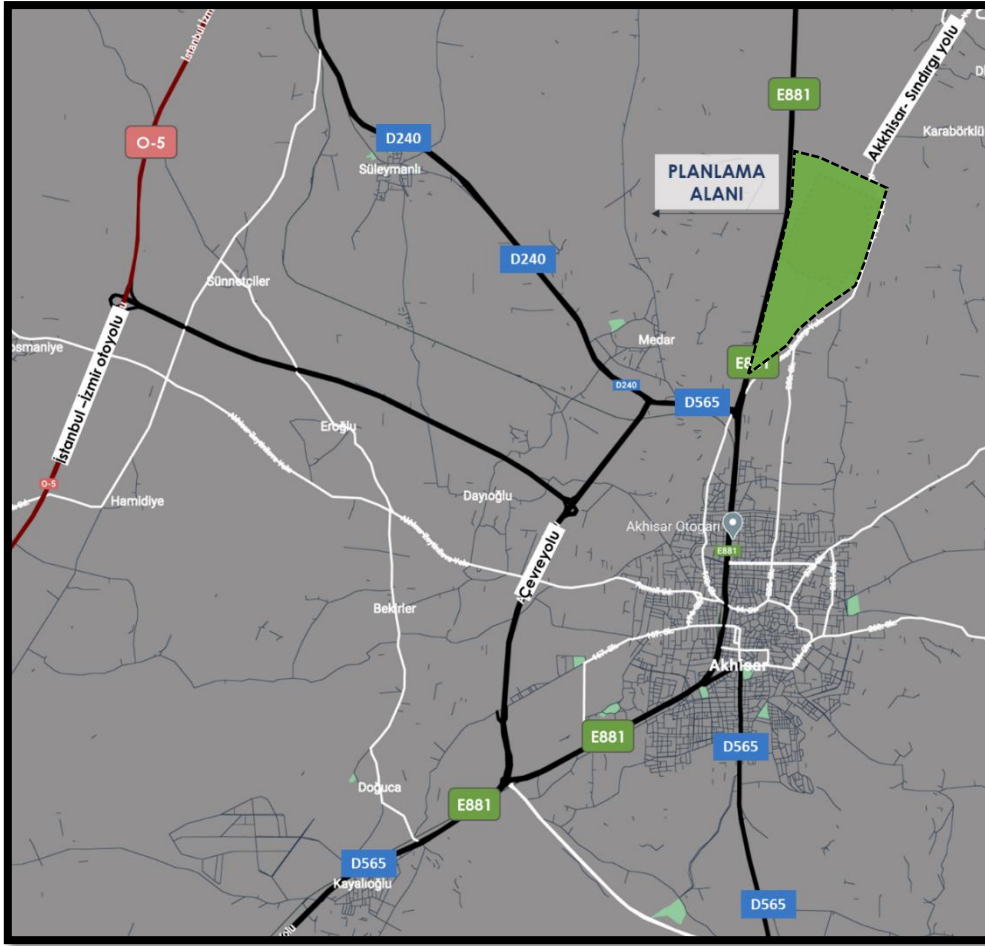 İstanbul-İzm
E881
Akkhisar- Sındırgı yolu
Karabörklü
O-5
D240
Süleymanlı
PLANLAMA
ALANI
D240
Sünnetçiler
İstanbul –İzmir otoyolu
osmaniye
Medar
E881
D240
D565
Eroğlu
O-5
Hamidiye
Dayıoğlu
Akhisar Otogarı
E881
Çevreyolu
Bekirler
Akhisar
E881
D565
Doğuca
E881
D565
Kayalıoğlu
D565